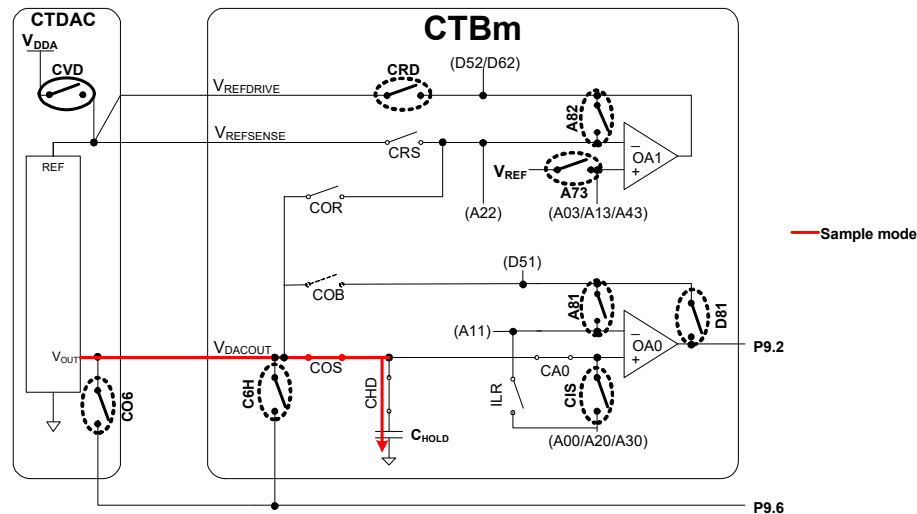 CTDAC
CTBm
VDDA
CVD
VREFDRIVE
CRD
(D52/D62)
A82
VREFSENSE
CRS
REF
VREF
A73
OA1
−
+
COR
(A22)
(A03/A13/A43)
Sample mode
(D51)
COB
A81
D81
(A11)
−
OA0
+
P9.2
VOUT
VDACOUT
COS
CA0
CO6
C6H
CHD
ILR
CIS
CHOLD
(A00/A20/A30)
P9.6